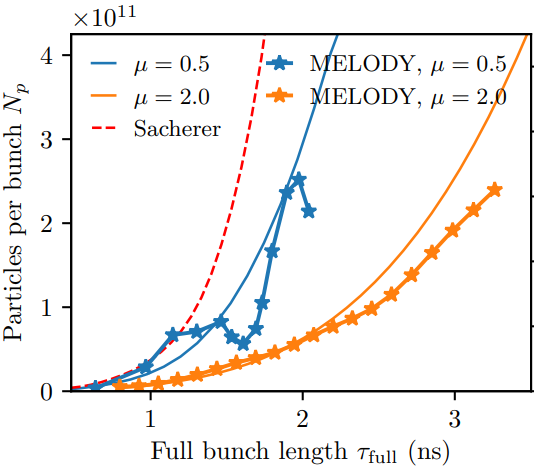 ×10¹¹
4
3
2
1
0
Particles per bunch Nₚ
μ = 0.5
μ = 2.0
Sacherer
MELODY, μ = 0.5
MELODY, μ = 2.0
1 2 3
Full bunch length τ_full (ns)